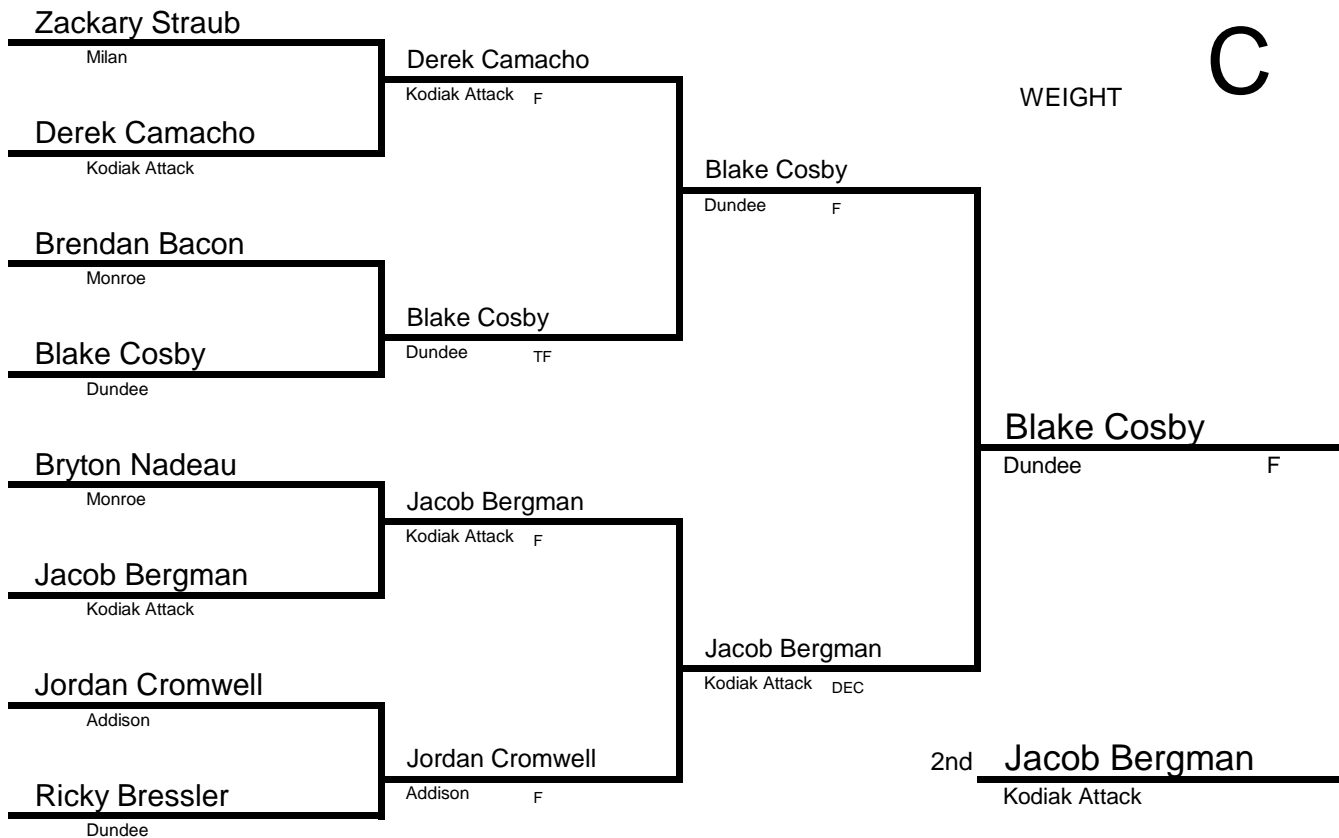 Zackary Straub
Milan
Derek Camacho
Kodiak Attack F
C
WEIGHT
Derek Camacho
Kodiak Attack
Blake Cosby
Dundee F
Brendan Bacon
Monroe
Blake Cosby
Dundee TF
Blake Cosby
Dundee
Blake Cosby
Dundee F
Bryton Nadeau
Monroe
Jacob Bergman
Kodiak Attack F
Jacob Bergman
Kodiak Attack
Jacob Bergman
Kodiak Attack DEC
Jordan Cromwell
Addison
Jordan Cromwell
Addison F
2nd Jacob Bergman
Kodiak Attack
Ricky Bressler
Dundee